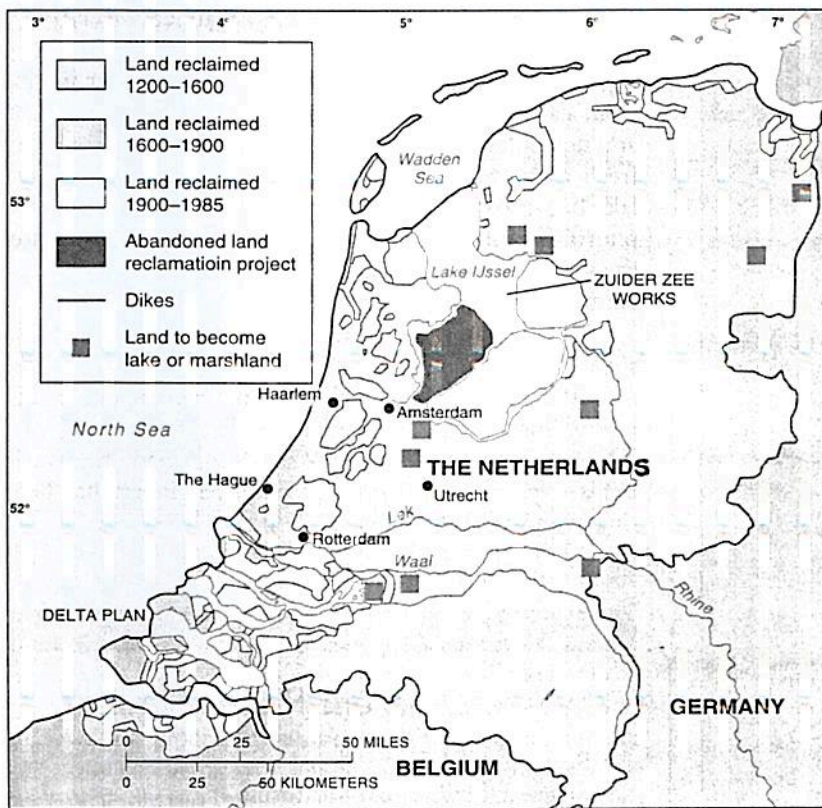 3°
4°
5°
6°
7°
53°
52°
Land reclaimed
1200–1600
Land reclaimed
1600–1900
Land reclaimed
1900–1985
Abandoned land
reclamatioin project
Dikes
Land to become
lake or marshland
Wadden
Sea
Lake IJssel
ZUIDER ZEE
WORKS
Haarlem
Amsterdam
North Sea
THE NETHERLANDS
The Hague
Utrecht
Lek
Rotterdam
Waal
Rhine
DELTA PLAN
GERMANY
BELGIUM
0 25 50 MILES
0 25 50 KILOMETERS